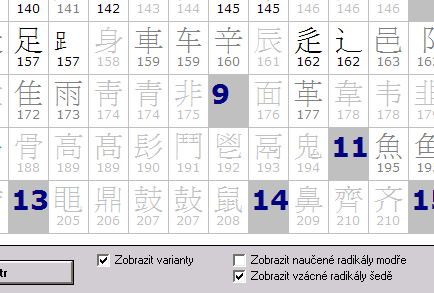 140 141 142 143 144 145 145 146 146 146
足 𧾷 身 車 车 辛 辰 辵 辶 邑
157 157 158 159 159 160 161 162 162 163
隹 雨 靑 青 非 9 面 革 韋 韦
172 173 174 174 175 176 177 178 178
骨 高 髙 髟 鬥 鬯 鬲 鬼 11 魚
188 189 189 190 191 192 193 194 195
13 黽 鼎 鼓 鼔 鼠 14 鼻 齊 齐
205 206 207 207 208 209 210 210
Zobrazit varianty
Zobrazit naučené radikály modře
tr
Zobrazit vzácné radikály šedě